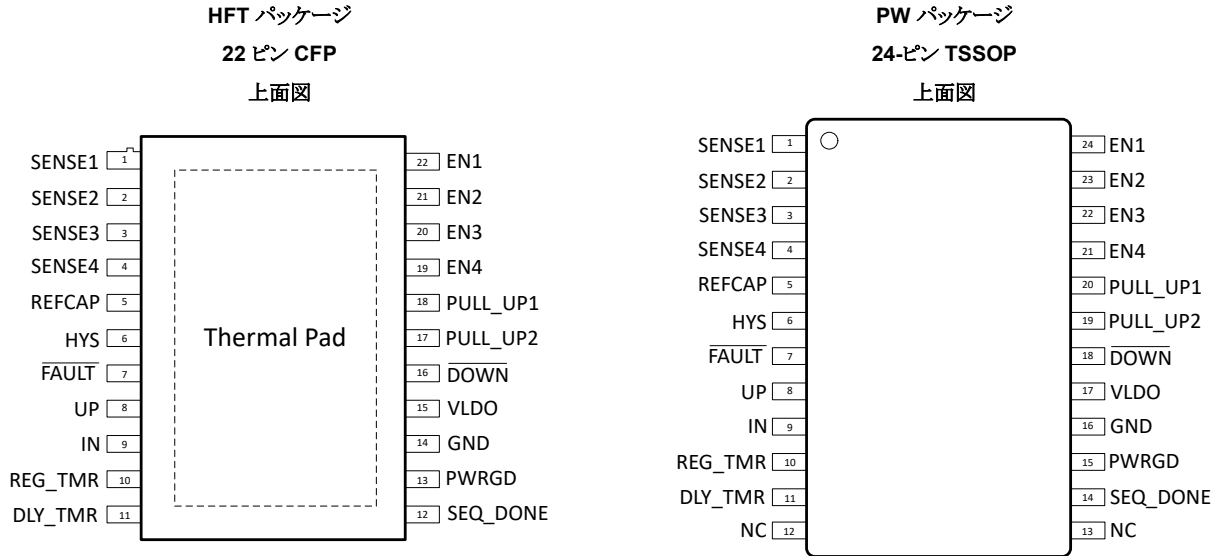 HFT パッケージ
22 ピン CFP
上面図
SENSE1 1
SENSE2 2
SENSE3 3
SENSE4 4
REFCAP 5
HYS 6
FAULT 7
UP 8
IN 9
REG_TMR 10
DLY_TMR 11
Thermal Pad
22 EN1
21 EN2
20 EN3
19 EN4
18 PULL_UP1
17 PULL_UP2
16 DOWN
15 VLDO
14 GND
13 PWRGD
12 SEQ_DONE
PW パッケージ
24-ピン TSSOP
上面図
SENSE1 1
SENSE2 2
SENSE3 3
SENSE4 4
REFCAP 5
HYS 6
FAULT 7
UP 8
IN 9
REG_TMR 10
DLY_TMR 11
NC 12
24 EN1
23 EN2
22 EN3
21 EN4
20 PULL_UP1
19 PULL_UP2
18 DOWN
17 VLDO
16 GND
15 PWRGD
14 SEQ_DONE
13 NC